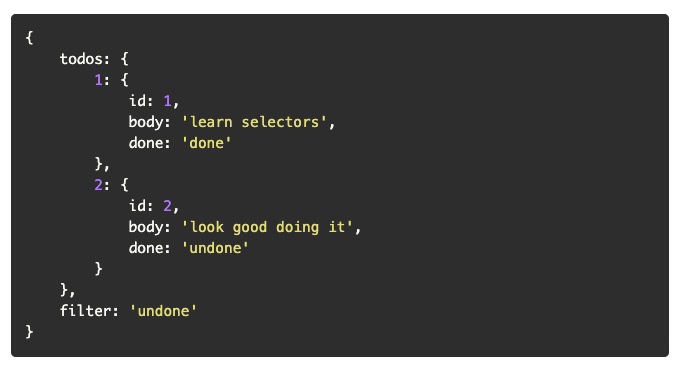 {
    todos: {
        1: {
            id: 1,
            body: 'learn selectors',
            done: 'done'
        },
        2: {
            id: 2,
            body: 'look good doing it',
            done: 'undone'
        }
    },
    filter: 'undone'
}